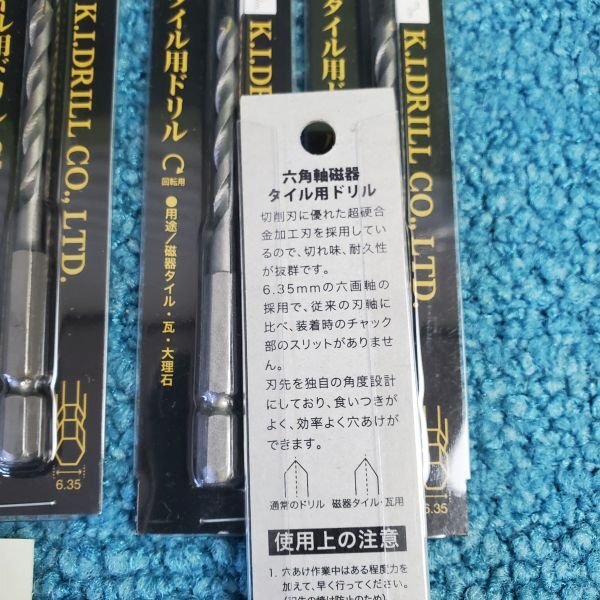 タイル用ドリル
K.I.DRILL CO., LTD.
6.35
タイル用ドリル
回転用
●用途／磁器タイル・瓦・大理石
K.I.DE
タイル用ド
K.I.DRILL CO., LTD.
6.35
六角軸磁器
タイル用ドリル
切削刃に優れた超硬合
金加工刃を採用してい
るので、切れ味、耐久性
が抜群です。
6.35mmの六画軸の
採用で、従来の刃軸に
比べ、装着時のチャック
部のスリットがありませ
ん。
刃先を独自の角度設計
にしており、食いつきが
よく、効率よく穴あけが
できます。
通常のドリル 磁器タイル・瓦用
使用上の注意
1. 穴あけ作業中はある程度力を
加えて、早く行ってください。